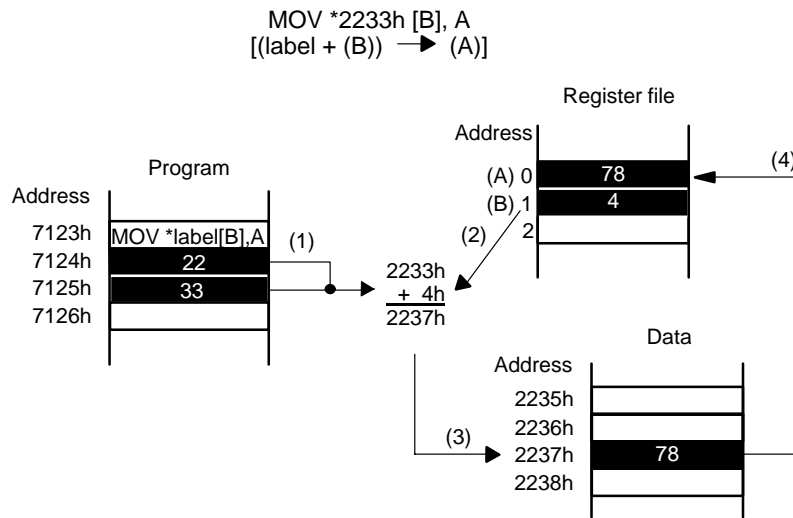 MOV *2233h [B], A
[(label + (B)) (A)]
Register file
Address
(A) 0 78 (4)
(B) 1 4
2
Program
Address
7123h MOV *label[B],A (1) (2)
7124h 22
7125h 33
7126h
2233h
+ 4h
2237h
Data
Address
2235h
2236h
(3) 2237h 78
2238h